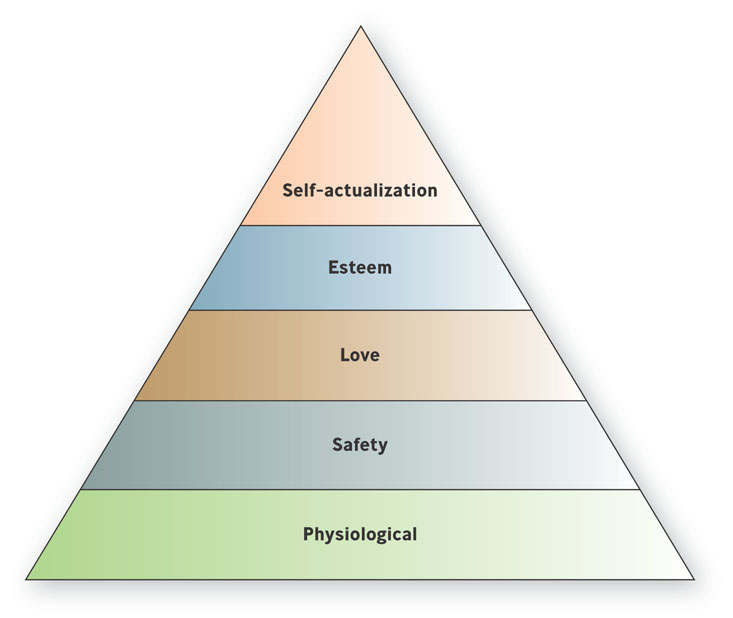 Self-actualization
Esteem
Love
Safety
Physiological